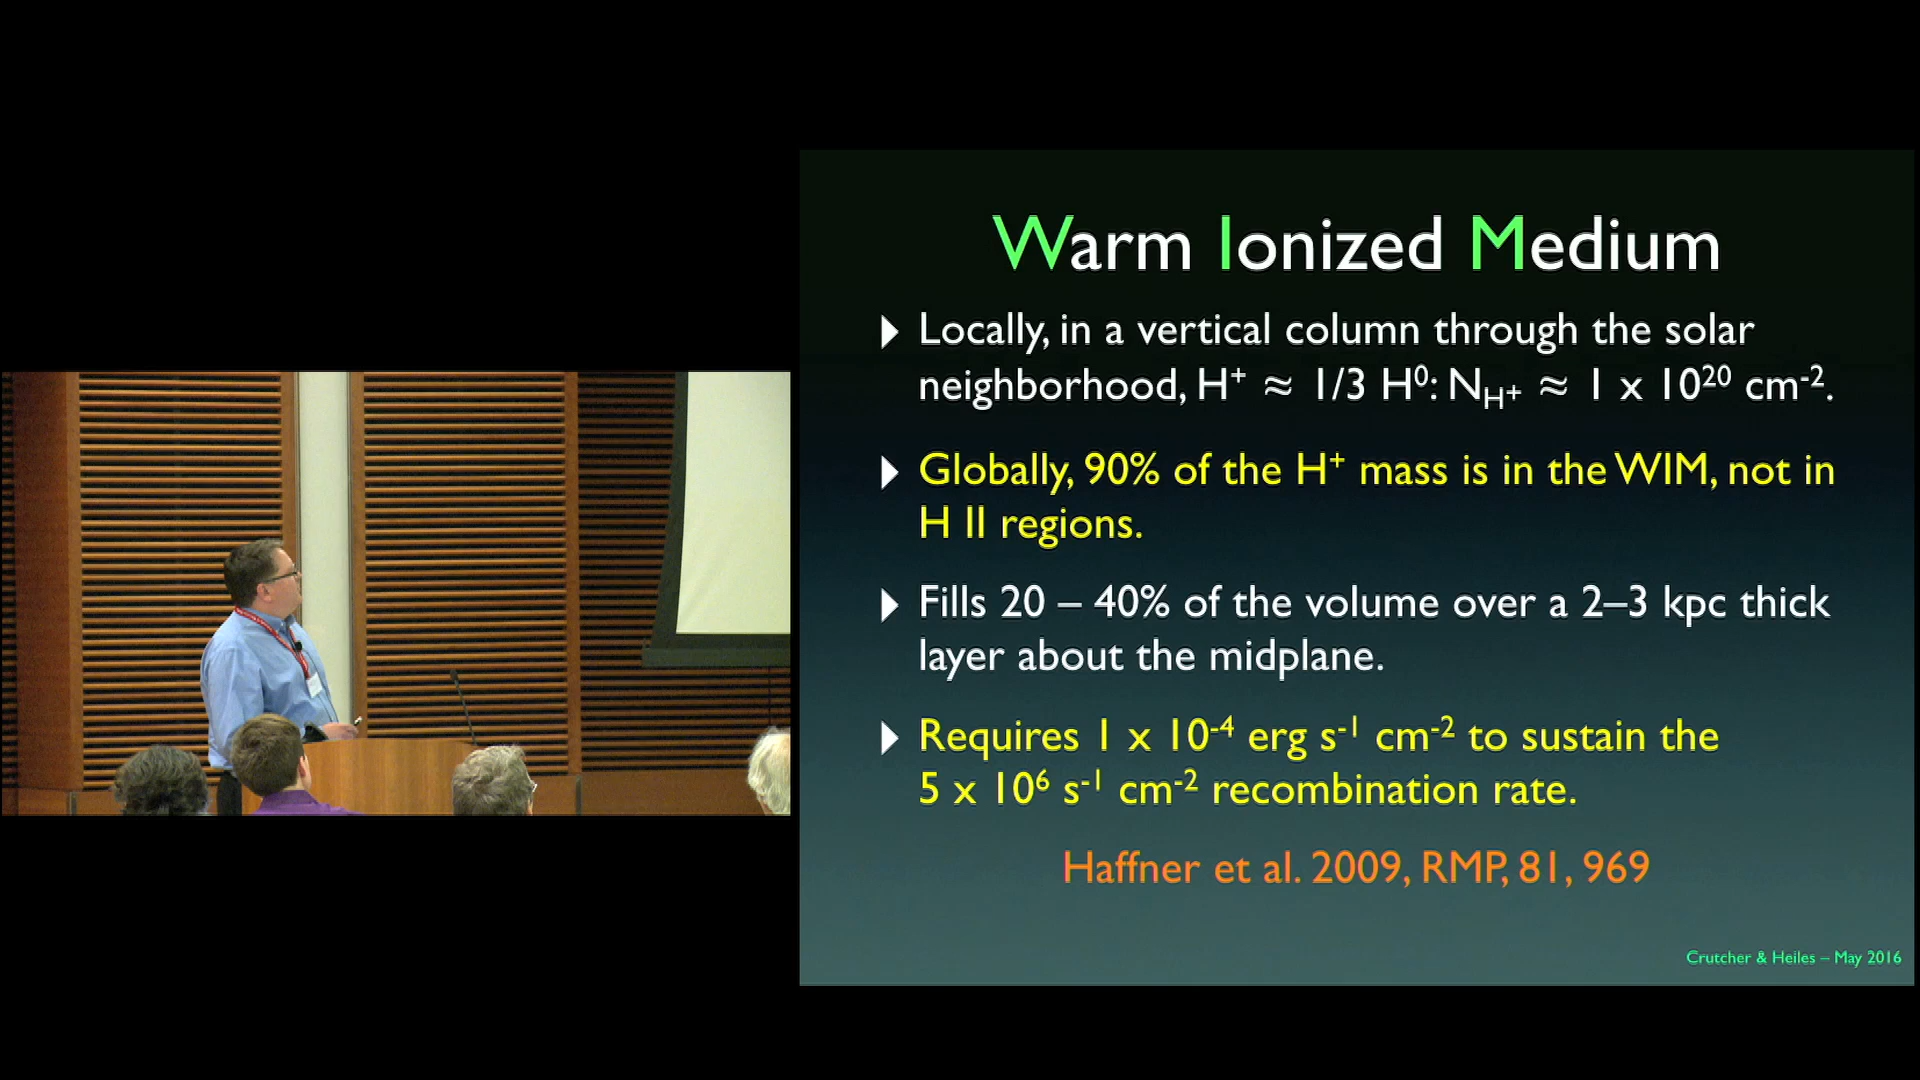 Warm Ionized Medium
Locally, in a vertical column through the solar
neighborhood, H⁺ ≈ 1/3 H⁰: N_H+ ≈ 1 x 10²⁰ cm⁻².
Globally, 90% of the H⁺ mass is in the WIM, not in
H II regions.
Fills 20 – 40% of the volume over a 2–3 kpc thick
layer about the midplane.
Requires 1 x 10⁻⁴ erg s⁻¹ cm⁻² to sustain the
5 x 10⁶ s⁻¹ cm⁻² recombination rate.
Haffner et al. 2009, RMP, 81, 969
Crutcher & Heiles – May 2016